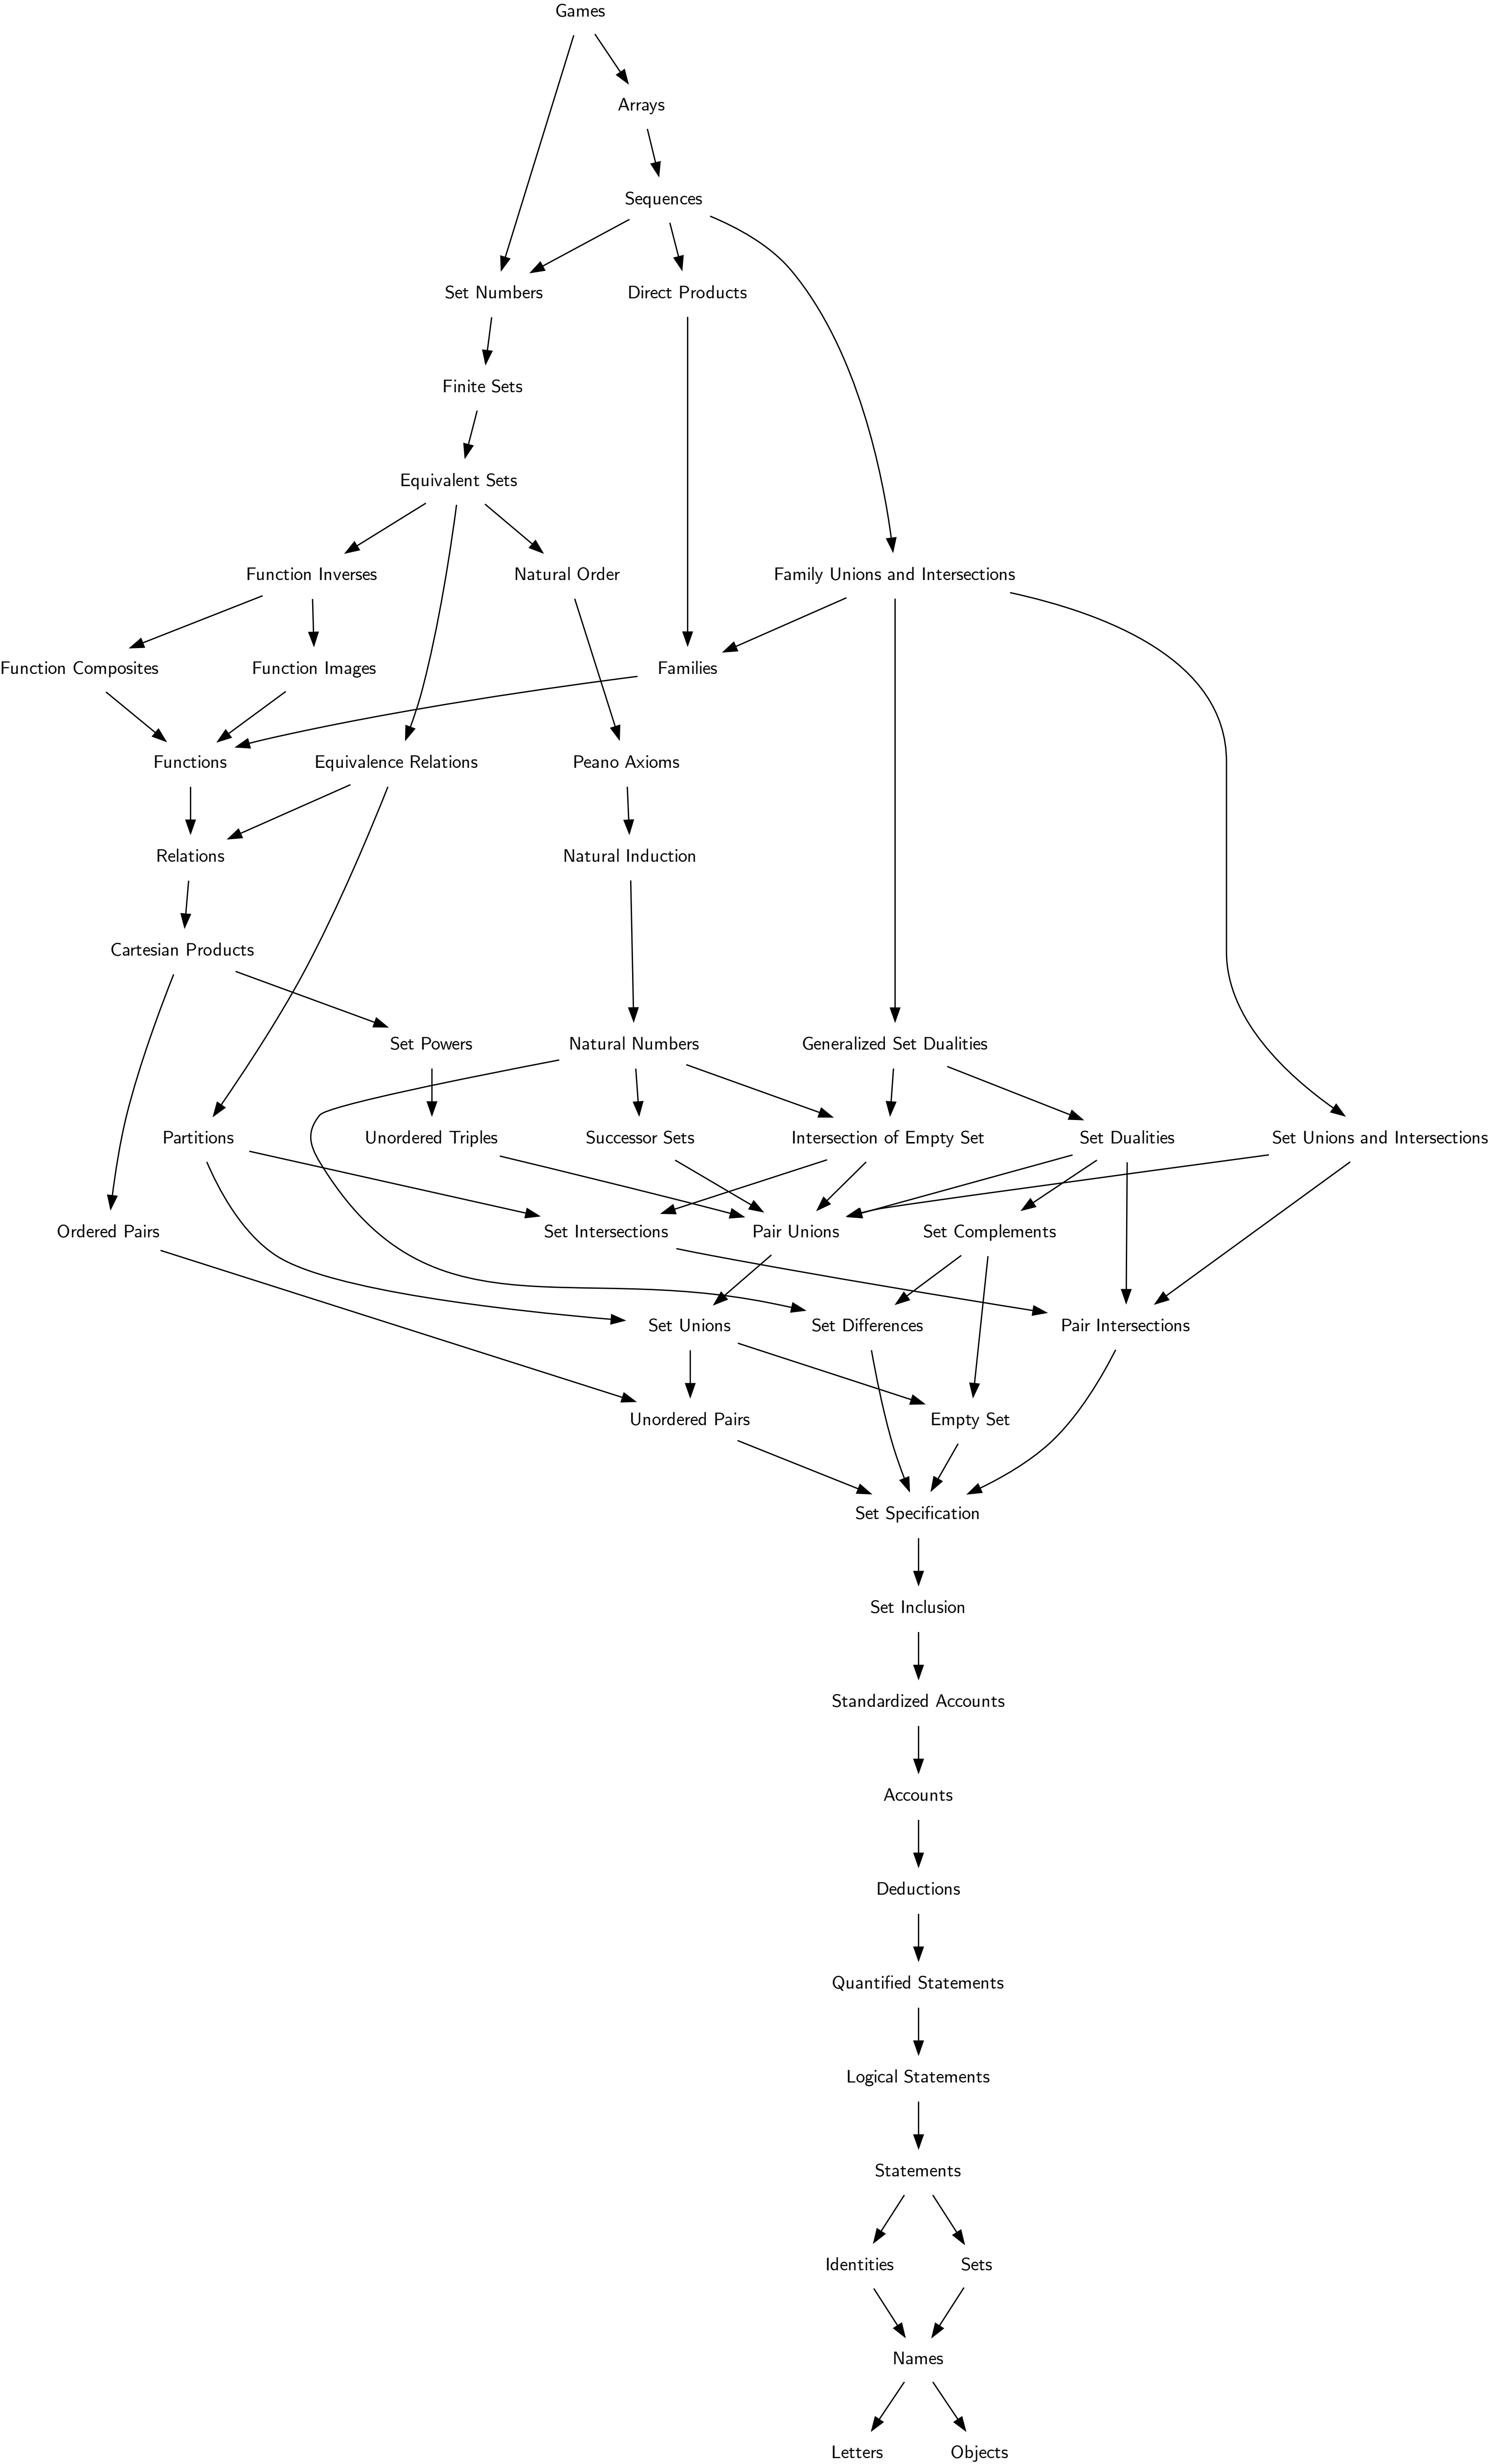 Games
Arrays
Sequences
Set Numbers
Direct Products
Finite Sets
Equivalent Sets
Function Inverses
Natural Order
Family Unions and Intersections
Function Composites
Function Images
Families
Functions
Equivalence Relations
Peano Axioms
Relations
Natural Induction
Cartesian Products
Set Powers
Natural Numbers
Generalized Set Dualities
Partitions
Unordered Triples
Successor Sets
Intersection of Empty Set
Set Dualities
Set Unions and Intersections
Ordered Pairs
Set Intersections
Pair Unions
Set Complements
Set Unions
Set Differences
Pair Intersections
Unordered Pairs
Empty Set
Set Specification
Set Inclusion
Standardized Accounts
Accounts
Deductions
Quantified Statements
Logical Statements
Statements
Identities
Sets
Names
Letters
Objects